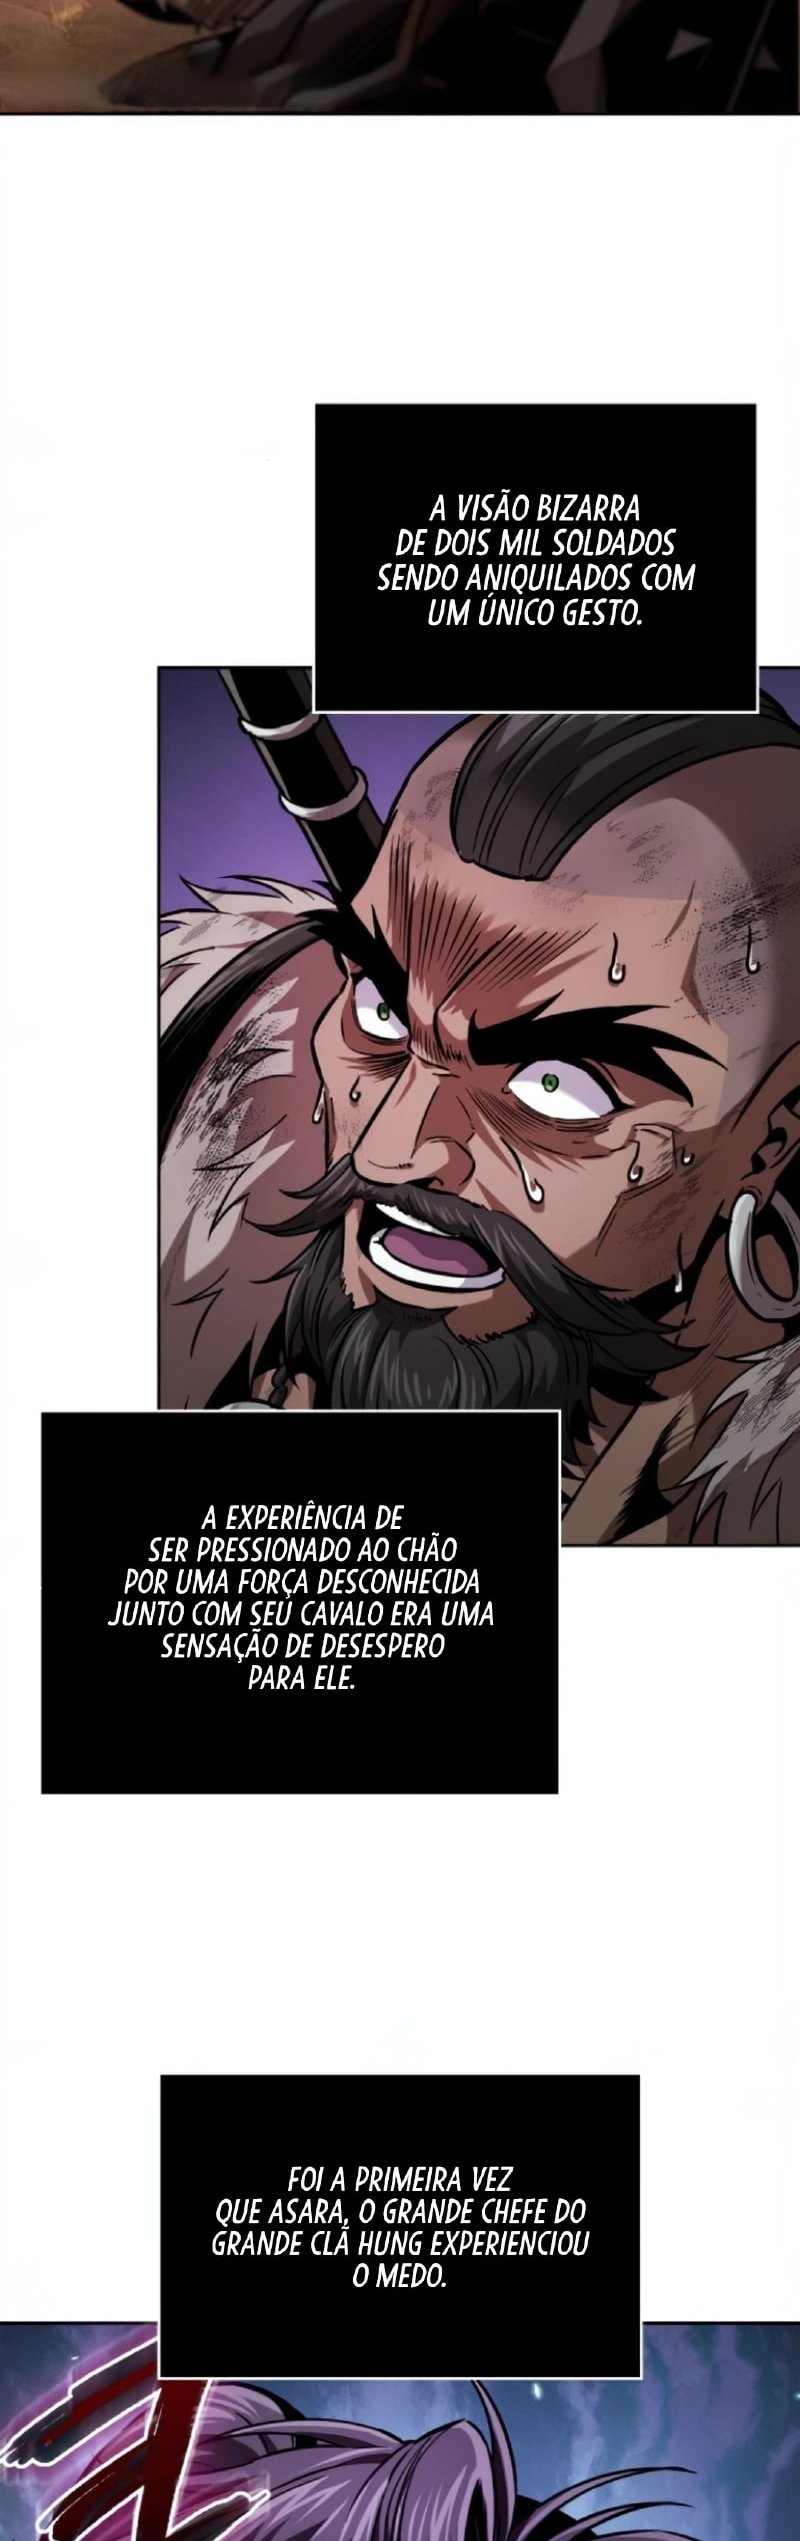 A VISÃO BIZARRA
DE DOIS MIL SOLDADOS
SENDO ANIQUILADOS COM
UM ÚNICO GESTO.
A EXPERIÊNCIA DE
SER PRESSIONADO AO CHÃO
POR UMA FORÇA DESCONHECIDA
JUNTO COM SEU CAVALO ERA UMA
SENSAÇÃO DE DESESPERO
PARA ELE.
FOI A PRIMEIRA VEZ
QUE ASARA, O GRANDE CHEFE DO
GRANDE CLÃ HUNG EXPERIENCIOU
O MEDO.